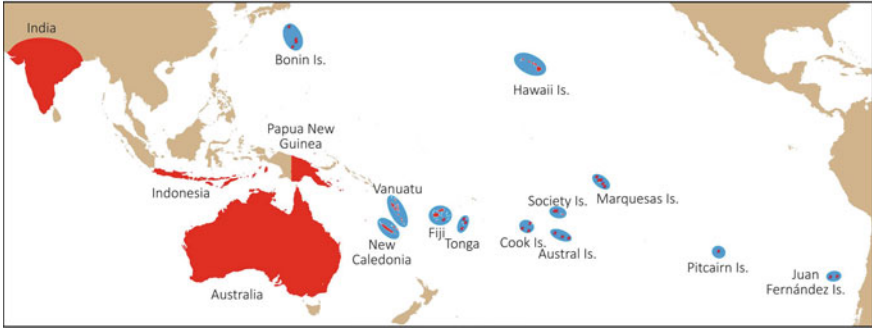 India
Bonin Is.
Hawaii Is.
Papua New
Guinea
Indonesia
Vanuatu
Marquesas Is.
Society Is.
New
Caledonia
Fiji
Tonga
Cook Is.
Austral Is.
Pitcairn Is.
Juan
Fernández Is.
Australia